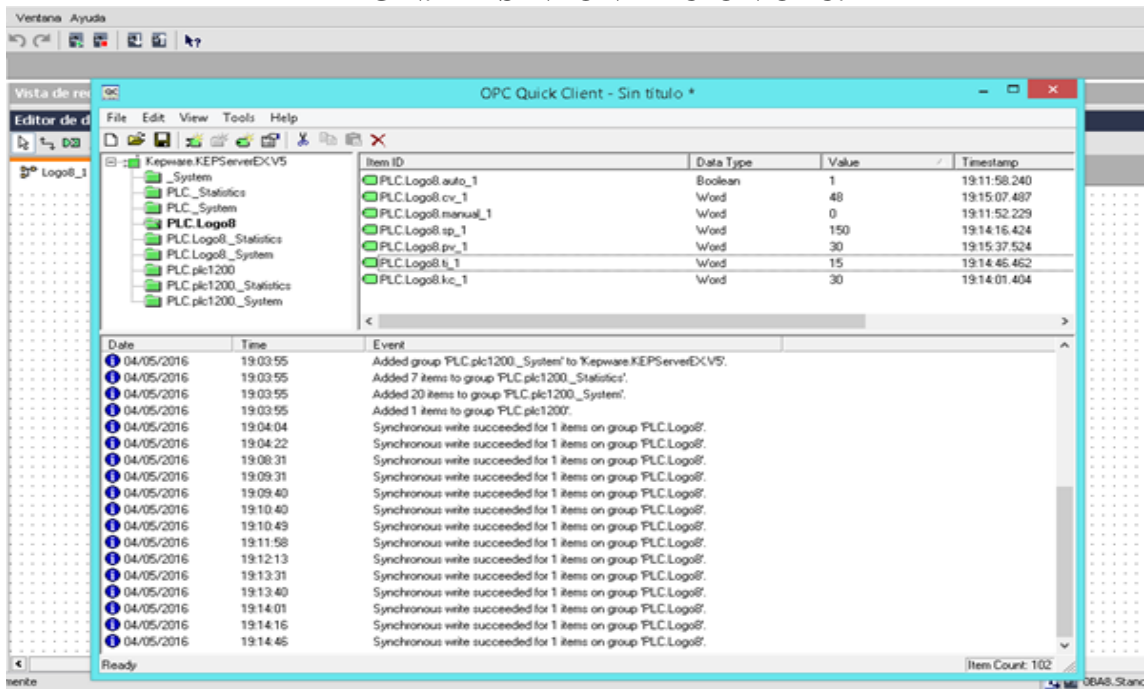 Ventana Ayuda
Vista de re
OPC Quick Client - Sin título *
Editor de d
File Edit View Tools Help
Logo8_1
Kepware.KEPServerEX.V5
_System
PLC._Statistics
PLC._System
PLC.Logo8
PLC.Logo8._Statistics
PLC.Logo8._System
PLC.plc1200
PLC.plc1200._Statistics
PLC.plc1200._System
Item ID Data Type Value Timestamp
PLC.Logo8.auto_1 Boolean 1 19:11:58.240
PLC.Logo8.cv_1 Word 48 19:15:07.487
PLC.Logo8.manual_1 Word 0 19:11:52.229
PLC.Logo8.sp_1 Word 150 19:14:16.424
PLC.Logo8.pv_1 Word 30 19:15:37.524
PLC.Logo8.ti_1 Word 15 19:14:46.462
PLC.Logo8.kc_1 Word 30 19:14:01.404
Date Time Event
04/05/2016 19:03:55 Added group 'PLC.plc1200._System' to 'Kepware.KEPServerEX.V5'.
04/05/2016 19:03:55 Added 7 items to group 'PLC.plc1200._Statistics'.
04/05/2016 19:03:55 Added 20 items to group 'PLC.plc1200._System'.
04/05/2016 19:03:55 Added 1 items to group 'PLC.plc1200'.
04/05/2016 19:04:04 Synchronous write succeeded for 1 items on group 'PLC.Logo8'.
04/05/2016 19:04:22 Synchronous write succeeded for 1 items on group 'PLC.Logo8'.
04/05/2016 19:08:31 Synchronous write succeeded for 1 items on group 'PLC.Logo8'.
04/05/2016 19:09:31 Synchronous write succeeded for 1 items on group 'PLC.Logo8'.
04/05/2016 19:09:40 Synchronous write succeeded for 1 items on group 'PLC.Logo8'.
04/05/2016 19:10:40 Synchronous write succeeded for 1 items on group 'PLC.Logo8'.
04/05/2016 19:10:49 Synchronous write succeeded for 1 items on group 'PLC.Logo8'.
04/05/2016 19:11:58 Synchronous write succeeded for 1 items on group 'PLC.Logo8'.
04/05/2016 19:12:13 Synchronous write succeeded for 1 items on group 'PLC.Logo8'.
04/05/2016 19:13:31 Synchronous write succeeded for 1 items on group 'PLC.Logo8'.
04/05/2016 19:13:40 Synchronous write succeeded for 1 items on group 'PLC.Logo8'.
04/05/2016 19:14:01 Synchronous write succeeded for 1 items on group 'PLC.Logo8'.
04/05/2016 19:14:16 Synchronous write succeeded for 1 items on group 'PLC.Logo8'.
04/05/2016 19:14:46 Synchronous write succeeded for 1 items on group 'PLC.Logo8'.
Ready Item Count: 102
mente 0BA8.Stan